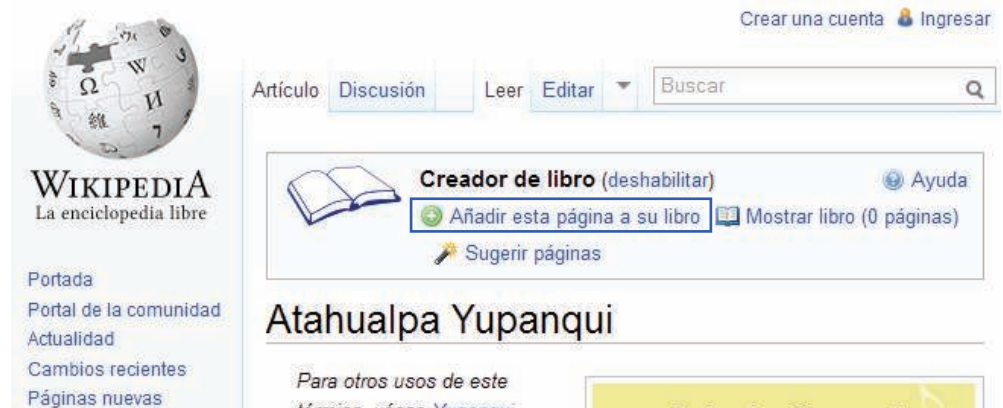 Crear una cuenta Ingresar
Artículo Discusión Leer Editar Buscar
Ω W И 維 7
WIKIPEDIA
La enciclopedia libre
Creador de libro (deshabilitar) Ayuda
Añadir esta página a su libro Mostrar libro (0 páginas)
Sugerir páginas
Portada
Portal de la comunidad
Actualidad
Cambios recientes
Páginas nuevas
Atahualpa Yupanqui
Para otros usos de este